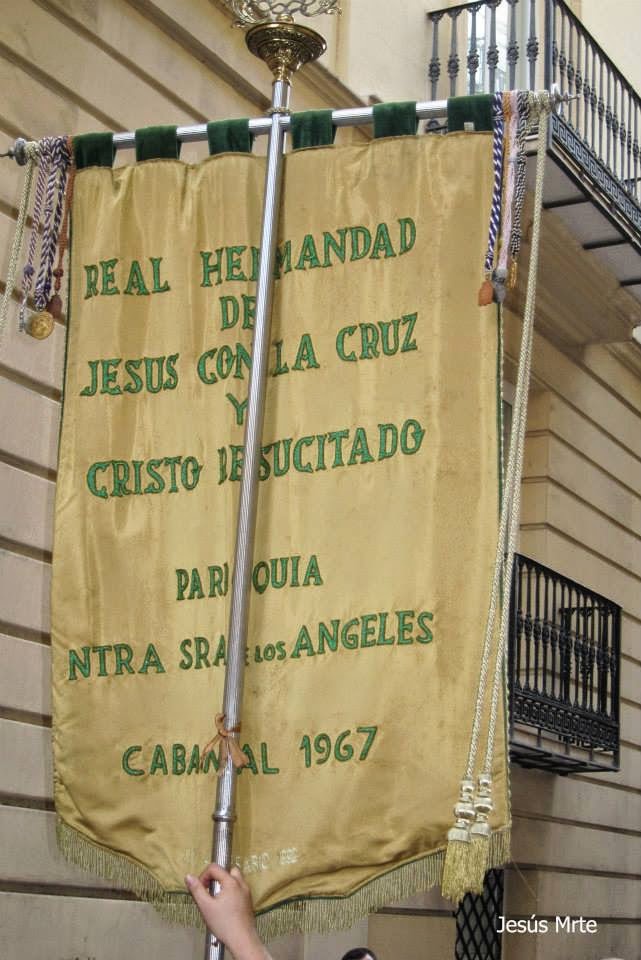 REAL HERMANDAD
DE
JESUS CON LA CRUZ
Y
CRISTO RESUCITADO
PARROQUIA
NTRA SRA DE LOS ANGELES
CABANYAL 1967
Jesús Mrte